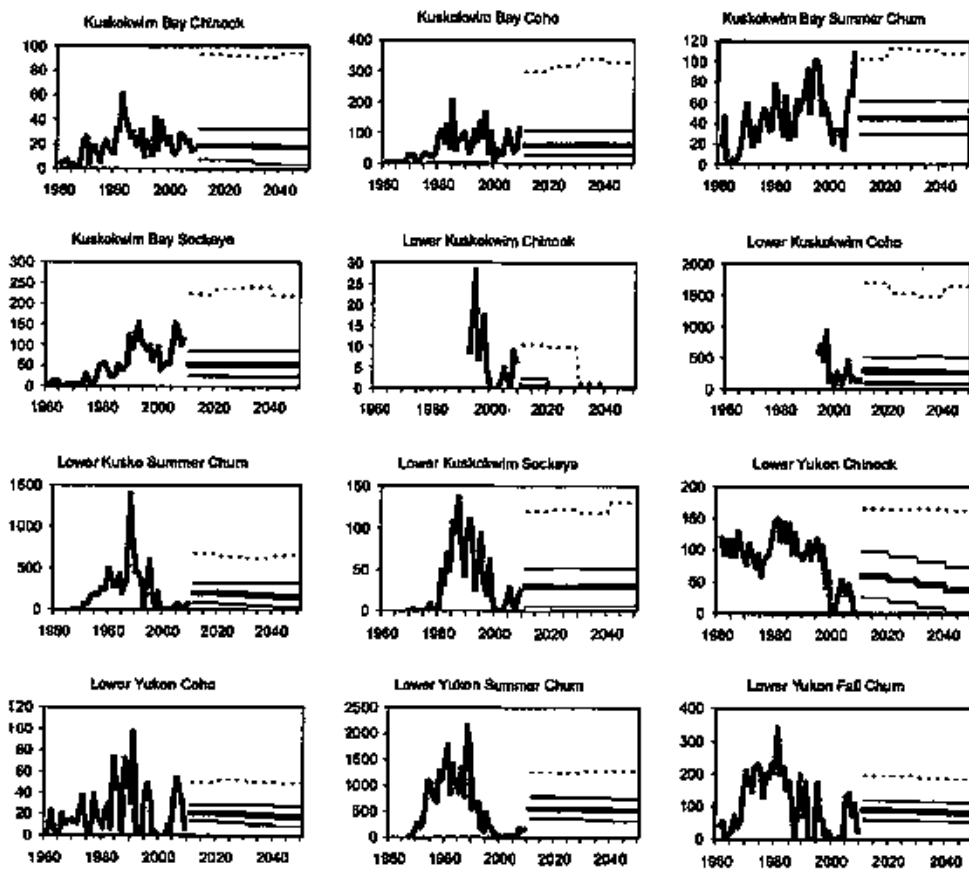 Kuskokwim Bay Chinook
100
80
60
40
20
0
1960 1980 2000 2020 2040
Kuskokwim Bay Coho
400
300
200
100
0
1960 1980 2000 2020 2040
Kuskokwim Bay Summer Chum
120
100
80
60
40
20
0
1960 1980 2000 2020 2040
Kuskokwim Bay Sockeye
300
250
200
150
100
50
0
1960 1980 2000 2020 2040
Lower Kuskokwim Chinook
30
25
20
15
10
5
0
1960 1980 2000 2020 2040
Lower Kuskokwim Coho
2000
1500
1000
500
0
1960 1980 2000 2020 2040
Lower Kusko Summer Chum
1500
1000
500
0
1960 1980 2000 2020 2040
Lower Kuskokwim Sockeye
150
100
50
0
1960 1980 2000 2020 2040
Lower Yukon Chinook
200
150
100
50
0
1960 1980 2000 2020 2040
Lower Yukon Coho
120
100
80
60
40
20
0
1960 1980 2000 2020 2040
Lower Yukon Summer Chum
2500
2000
1500
1000
500
0
1960 1980 2000 2020 2040
Lower Yukon Fall Chum
400
300
200
100
0
1960 1980 2000 2020 2040